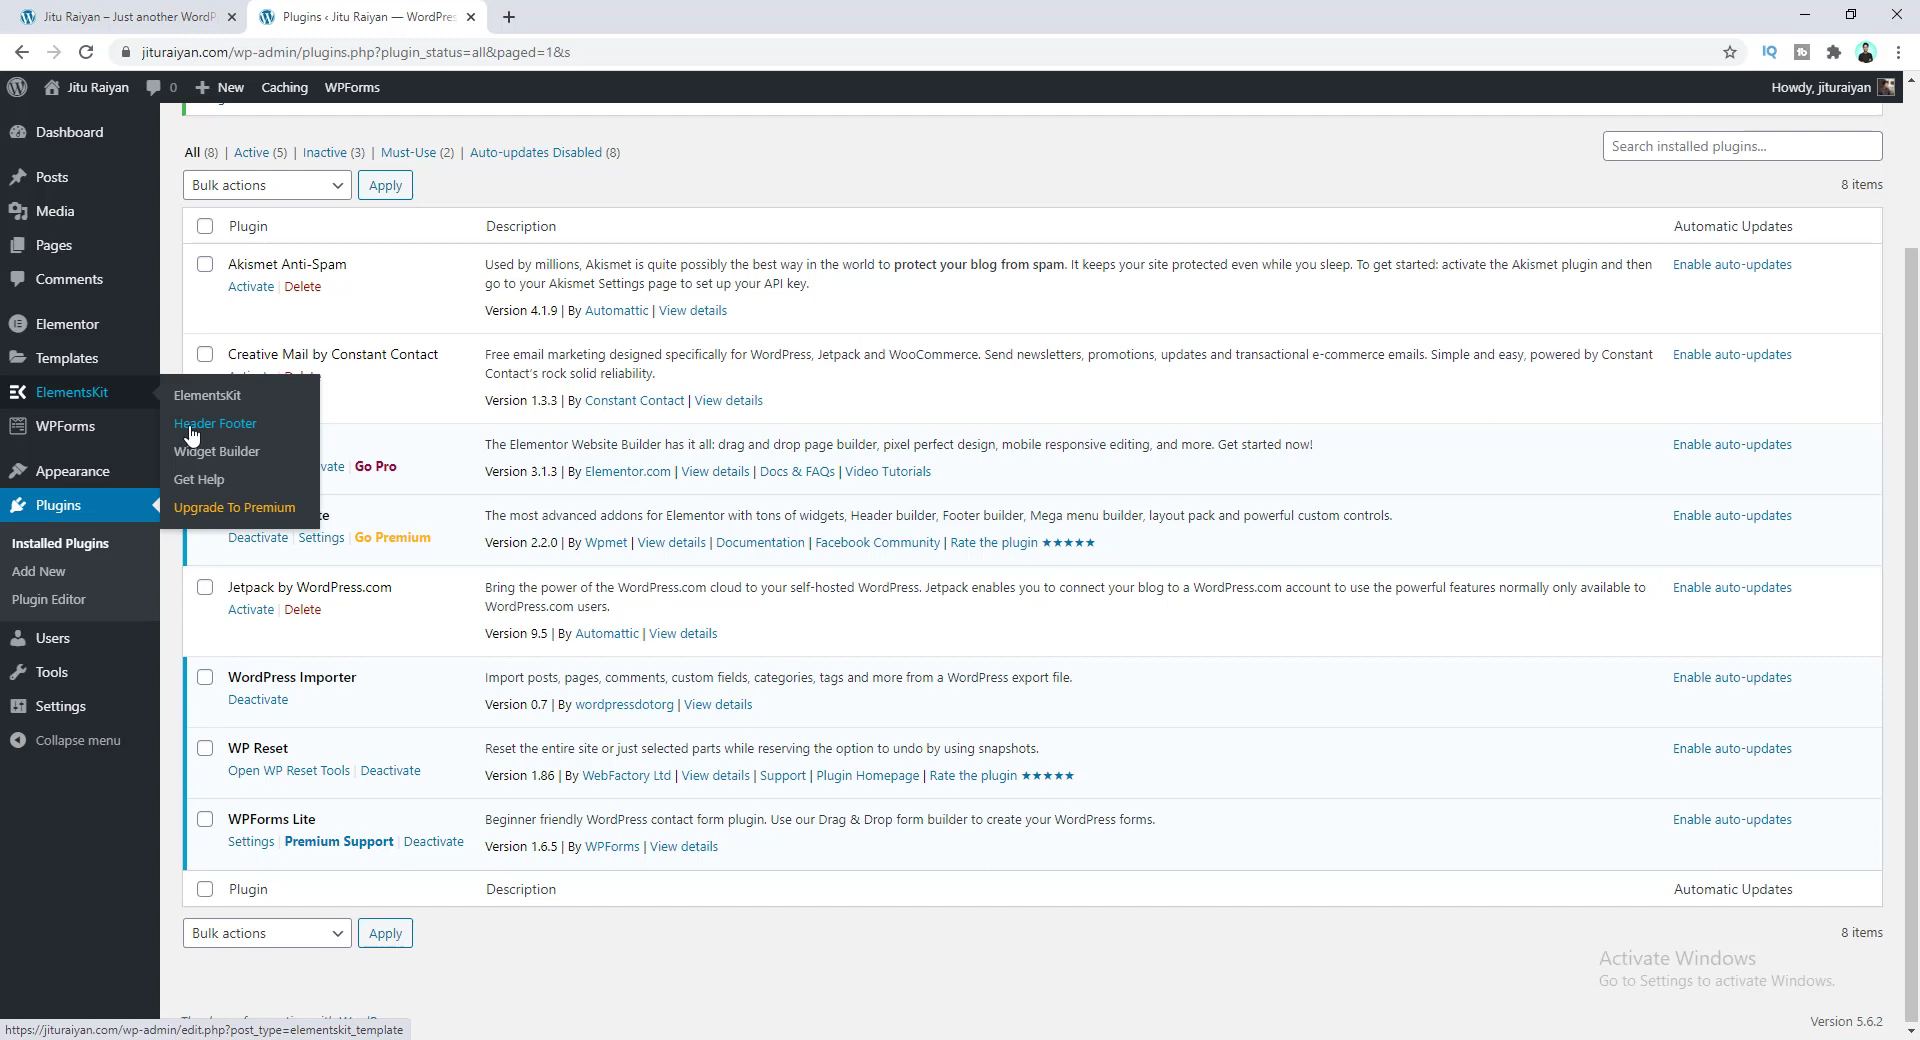 Jitu Raiyan – Just another WordP
Plugins ‹ Jitu Raiyan — WordPres
jituraiyan.com/wp-admin/plugins.php?plugin_status=all&paged=1&s
Jitu Raiyan
0
New
Caching
WPForms
Howdy, jituraiyan
Dashboard
Posts
Media
Pages
Comments
Elementor
Templates
ElementsKit
WPForms
Appearance
Plugins
Installed Plugins
Add New
Plugin Editor
Users
Tools
Settings
Collapse menu
ElementsKit
Header Footer
Widget Builder
Get Help
Upgrade To Premium
All (8) | Active (5) | Inactive (3) | Must-Use (2) | Auto-updates Disabled (8)
Search installed plugins...
Bulk actions
Apply
8 items
Plugin
Description
Automatic Updates
Akismet Anti-Spam
Activate | Delete
Used by millions, Akismet is quite possibly the best way in the world to protect your blog from spam. It keeps your site protected even while you sleep. To get started: activate the Akismet plugin and then
go to your Akismet Settings page to set up your API key.
Version 4.1.9 | By Automattic | View details
Enable auto-updates
Creative Mail by Constant Contact
Free email marketing designed specifically for WordPress, Jetpack and WooCommerce. Send newsletters, promotions, updates and transactional e-commerce emails. Simple and easy, powered by Constant
Contact's rock solid reliability.
Version 1.3.3 | By Constant Contact | View details
Enable auto-updates
vate | Go Pro
The Elementor Website Builder has it all: drag and drop page builder, pixel perfect design, mobile responsive editing, and more. Get started now!
Version 3.1.3 | By Elementor.com | View details | Docs & FAQs | Video Tutorials
Enable auto-updates
te
Deactivate | Settings | Go Premium
The most advanced addons for Elementor with tons of widgets, Header builder, Footer builder, Mega menu builder, layout pack and powerful custom controls.
Version 2.2.0 | By Wpmet | View details | Documentation | Facebook Community | Rate the plugin ★★★★★
Enable auto-updates
Jetpack by WordPress.com
Activate | Delete
Bring the power of the WordPress.com cloud to your self-hosted WordPress. Jetpack enables you to connect your blog to a WordPress.com account to use the powerful features normally only available to
WordPress.com users.
Version 9.5 | By Automattic | View details
Enable auto-updates
WordPress Importer
Deactivate
Import posts, pages, comments, custom fields, categories, tags and more from a WordPress export file.
Version 0.7 | By wordpressdotorg | View details
Enable auto-updates
WP Reset
Open WP Reset Tools | Deactivate
Reset the entire site or just selected parts while reserving the option to undo by using snapshots.
Version 1.86 | By WebFactory Ltd | View details | Support | Plugin Homepage | Rate the plugin ★★★★★
Enable auto-updates
WPForms Lite
Settings | Premium Support | Deactivate
Beginner friendly WordPress contact form plugin. Use our Drag & Drop form builder to create your WordPress forms.
Version 1.6.5 | By WPForms | View details
Enable auto-updates
Plugin
Description
Automatic Updates
Bulk actions
Apply
8 items
Activate Windows
Go to Settings to activate Windows.
Version 5.6.2
https://jituraiyan.com/wp-admin/edit.php?post_type=elementskit_template